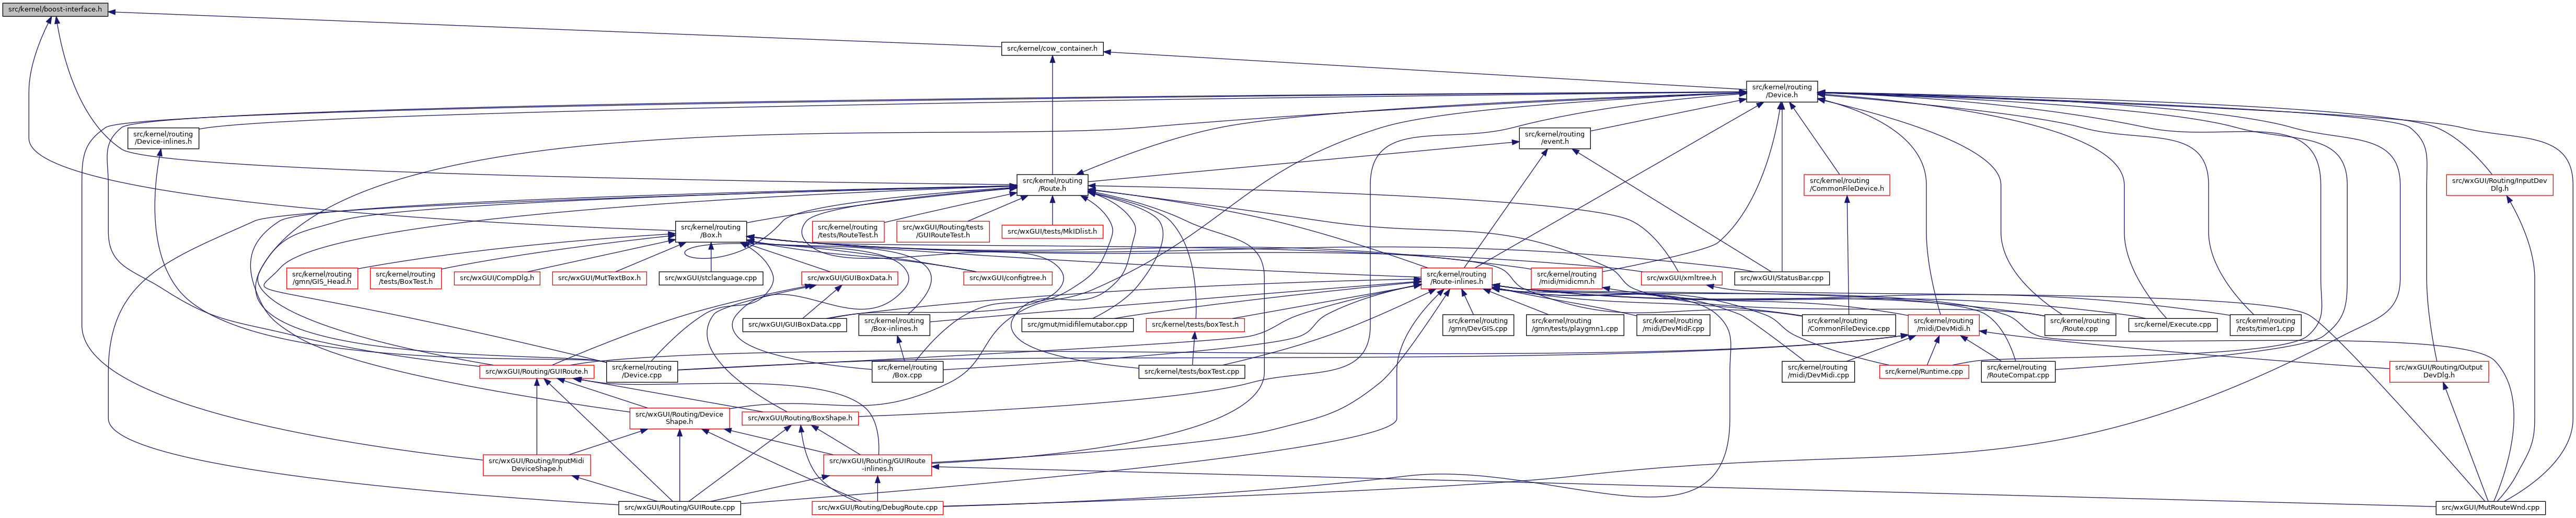 src/kernel/boost-interface.h
src/kernel/cow_container.h
src/kernel/routing
/Device.h
src/kernel/routing
/Device-inlines.h
src/kernel/routing
/event.h
src/kernel/routing
/Route.h
src/kernel/routing
/CommonFileDevice.h
src/wxGUI/Routing/InputDev
Dlg.h
src/kernel/routing
/Box.h
src/kernel/routing
/tests/RouteTest.h
src/wxGUI/Routing/tests
/GUIRouteTest.h
src/wxGUI/tests/MkIDlist.h
src/kernel/routing
/gmn/GIS_Head.h
src/kernel/routing
/tests/BoxTest.h
src/wxGUI/CompDlg.h
src/wxGUI/MutTextBox.h
src/wxGUI/stclanguage.cpp
src/wxGUI/GUIBoxData.h
src/wxGUI/configtree.h
src/kernel/routing
/Route-inlines.h
src/kernel/routing
/midi/midicmn.h
src/wxGUI/xmltree.h
src/wxGUI/StatusBar.cpp
src/wxGUI/GUIBoxData.cpp
src/kernel/routing
/Box-inlines.h
src/gmut/midifilemutabor.cpp
src/kernel/tests/boxTest.h
src/kernel/routing
/gmn/DevGIS.cpp
src/kernel/routing
/gmn/tests/playgmn1.cpp
src/kernel/routing
/midi/DevMidF.cpp
src/kernel/routing
/CommonFileDevice.cpp
src/kernel/routing
/midi/DevMidi.h
src/kernel/routing
/Route.cpp
src/kernel/Execute.cpp
src/kernel/routing
/tests/timer1.cpp
src/wxGUI/Routing/GUIRoute.h
src/kernel/routing
/Device.cpp
src/kernel/routing
/Box.cpp
src/kernel/tests/boxTest.cpp
src/kernel/routing
/midi/DevMidi.cpp
src/kernel/Runtime.cpp
src/kernel/routing
/RouteCompat.cpp
src/wxGUI/Routing/Output
DevDlg.h
src/wxGUI/Routing/Device
Shape.h
src/wxGUI/Routing/BoxShape.h
src/wxGUI/Routing/InputMidi
DeviceShape.h
src/wxGUI/Routing/GUIRoute
-inlines.h
src/wxGUI/Routing/GUIRoute.cpp
src/wxGUI/Routing/DebugRoute.cpp
src/wxGUI/MutRouteWnd.cpp